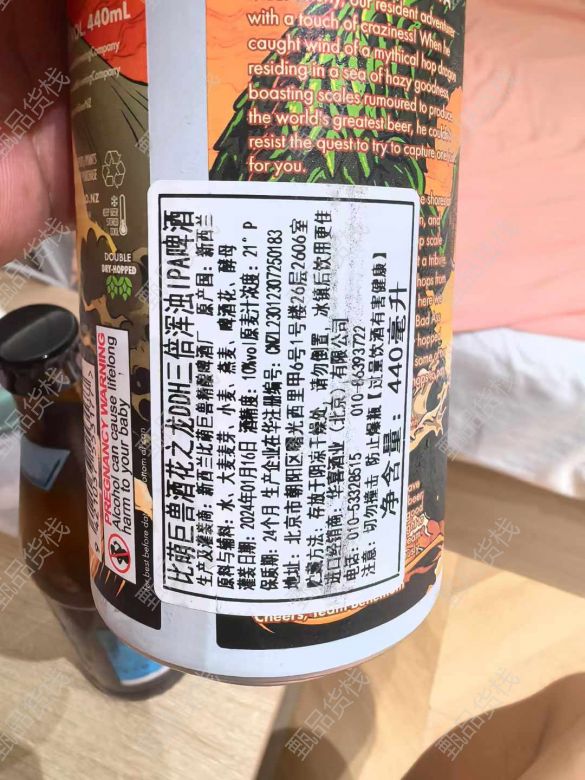 OL 440mL
our resident adventurer
with a touch of craziness! When he
caught wind of a mythical hop dragon
residing in a sea of hazy goodness,
boasting scales rumoured to produce
the world's greatest beer, he couldn't
resist the quest to try to capture one just
for you.
DOUBLE
DRY-HOPPED
PREGNANCY WARNING
Alcohol can cause lifelong
harm to your baby
比萌巨兽酒花之龙DDH三倍浑浊IPA啤酒
生产及灌装商：新西兰比萌巨兽精酿啤酒厂 原产国：新西兰
原料与辅料：水、大麦麦芽、小麦、燕麦、啤酒花、酵母
灌装日期：2024年01月16日 酒精度：10%vo 原麦汁浓度：21°P
保质期：24个月 生产企业在华注册编号：CNZL23012307250183
地址：北京市朝阳区曙光西里甲6号1号楼26层2606室
贮藏方法：存放于阴凉干燥处，请勿倒置，冰镇后饮用更佳
进口经销商：华喜酒业（北京）有限公司
电话：010-53328515 010-863937​22
注意：切勿撞击 防止爆瓶【过量饮酒有害健康】
净含量：440毫升
Cheers, Team Behemoth
甄品货栈